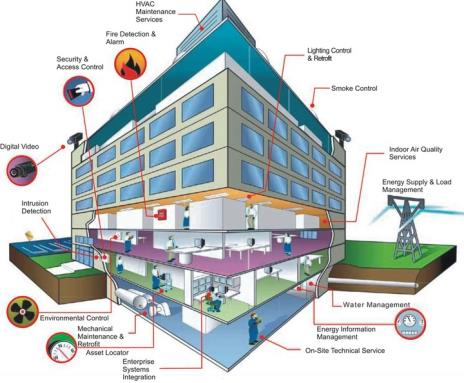 HVAC
Maintenance
Services
Fire Detection &
Alarm
Lighting Control
& Retrofit
Security &
Access Control
Smoke Control
Digital Video
Indoor Air Quality
Services
Energy Supply & Load
Management
Intrusion
Detection
Water Management
Environmental Control
Mechanical
Maintenance &
Retrofit
Energy Information
Management
Asset Locator
On-Site Technical Service
Enterprise
Systems
Integration